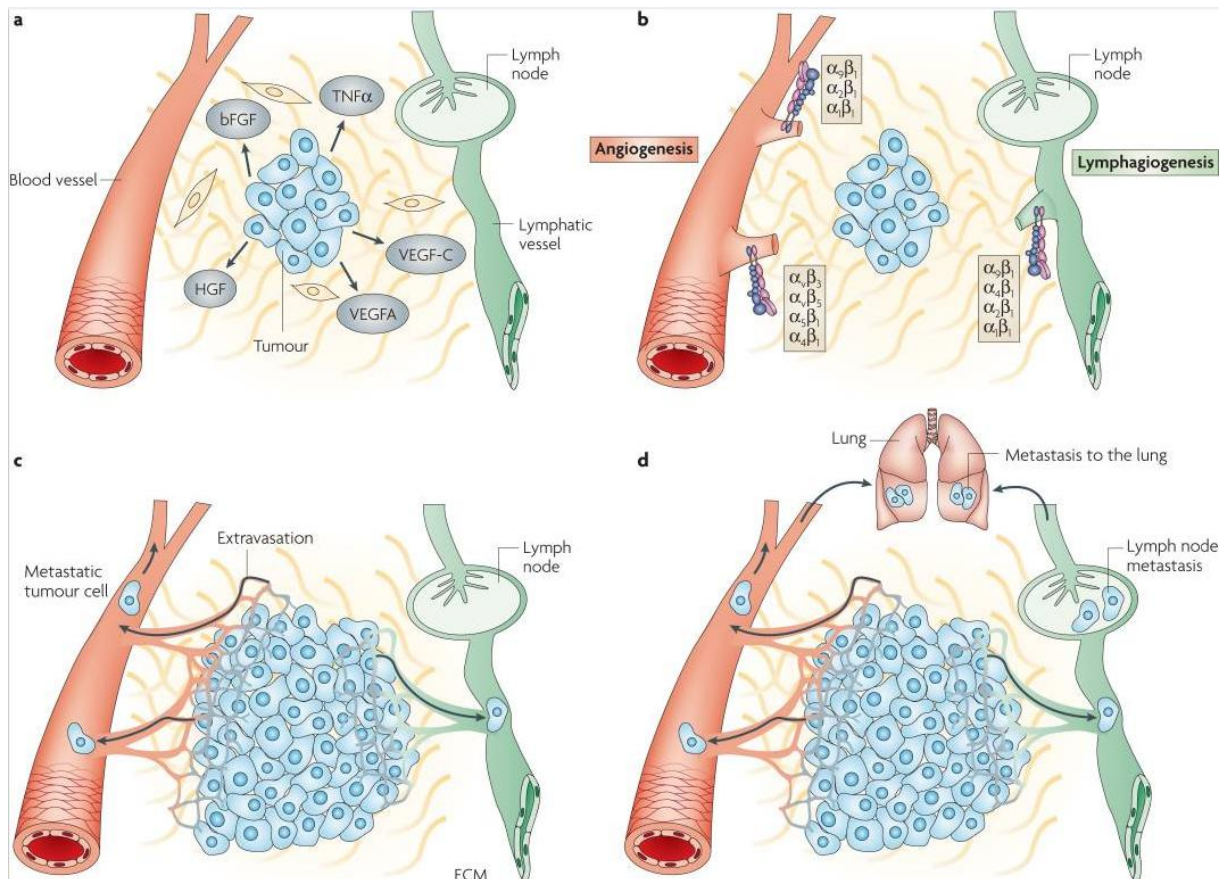 a
Lymph
node
TNFα
bFGF
Blood vessel
Lymphatic
vessel
VEGF-C
HGF
VEGFA
Tumour
b
α₉β₁
α₂β₁
α₁β₁
Lymph
node
Angiogenesis
Lymphagiogenesis
αᵥβ₃
αᵥβ₅
α₅β₁
α₄β₁
α₉β₁
α₄β₁
α₂β₁
α₁β₁
c
Extravasation
Lymph
node
Metastatic
tumour cell
ECM
d
Lung
Metastasis to the lung
Lymph node
metastasis